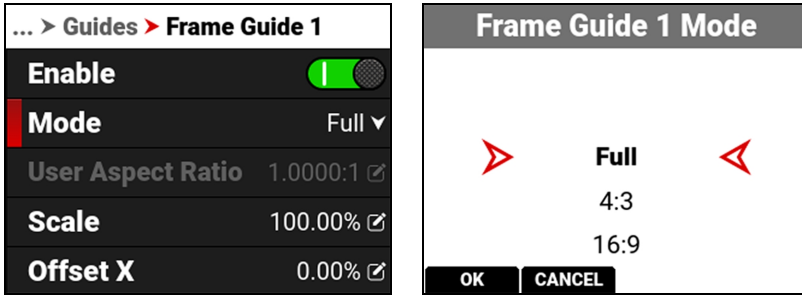 ... > Guides > Frame Guide 1
Enable
Mode Full
User Aspect Ratio 1.0000:1
Scale 100.00%
Offset X 0.00%
Frame Guide 1 Mode
Full
4:3
16:9
OK CANCEL